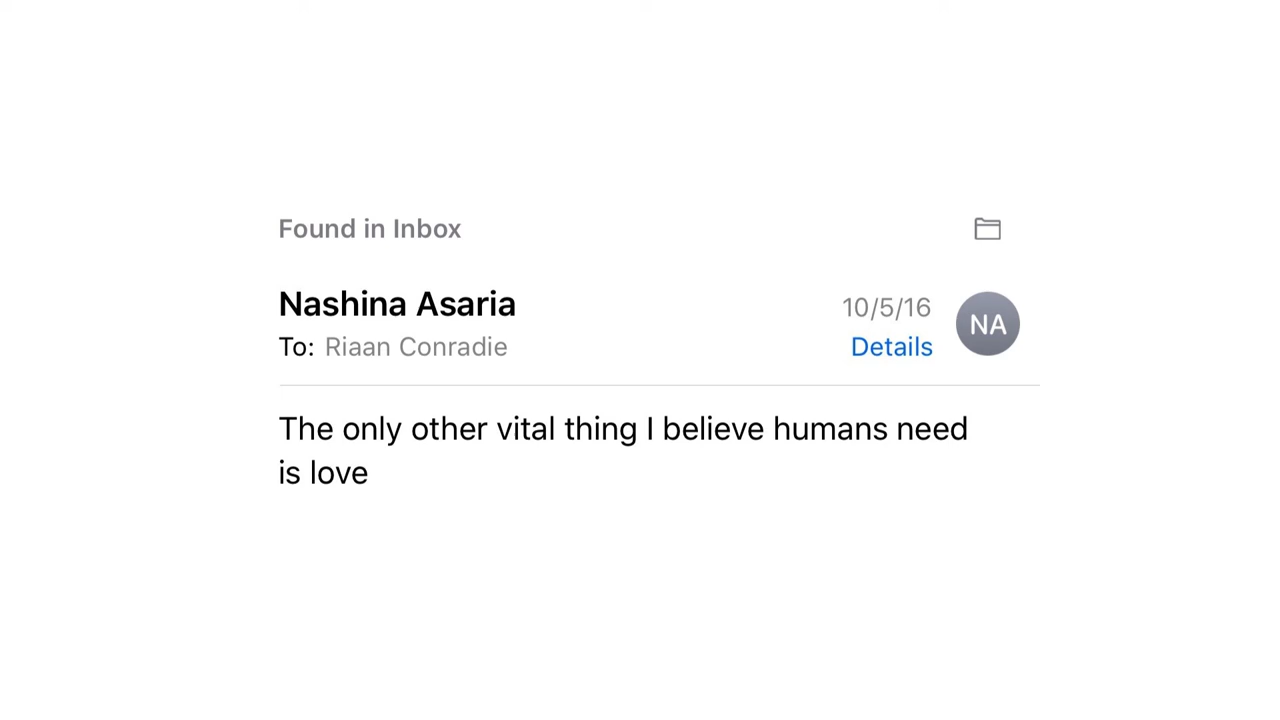 Found in Inbox
Nashina Asaria
10/5/16
NA
To: Riaan Conradie
Details
The only other vital thing I believe humans need
is love